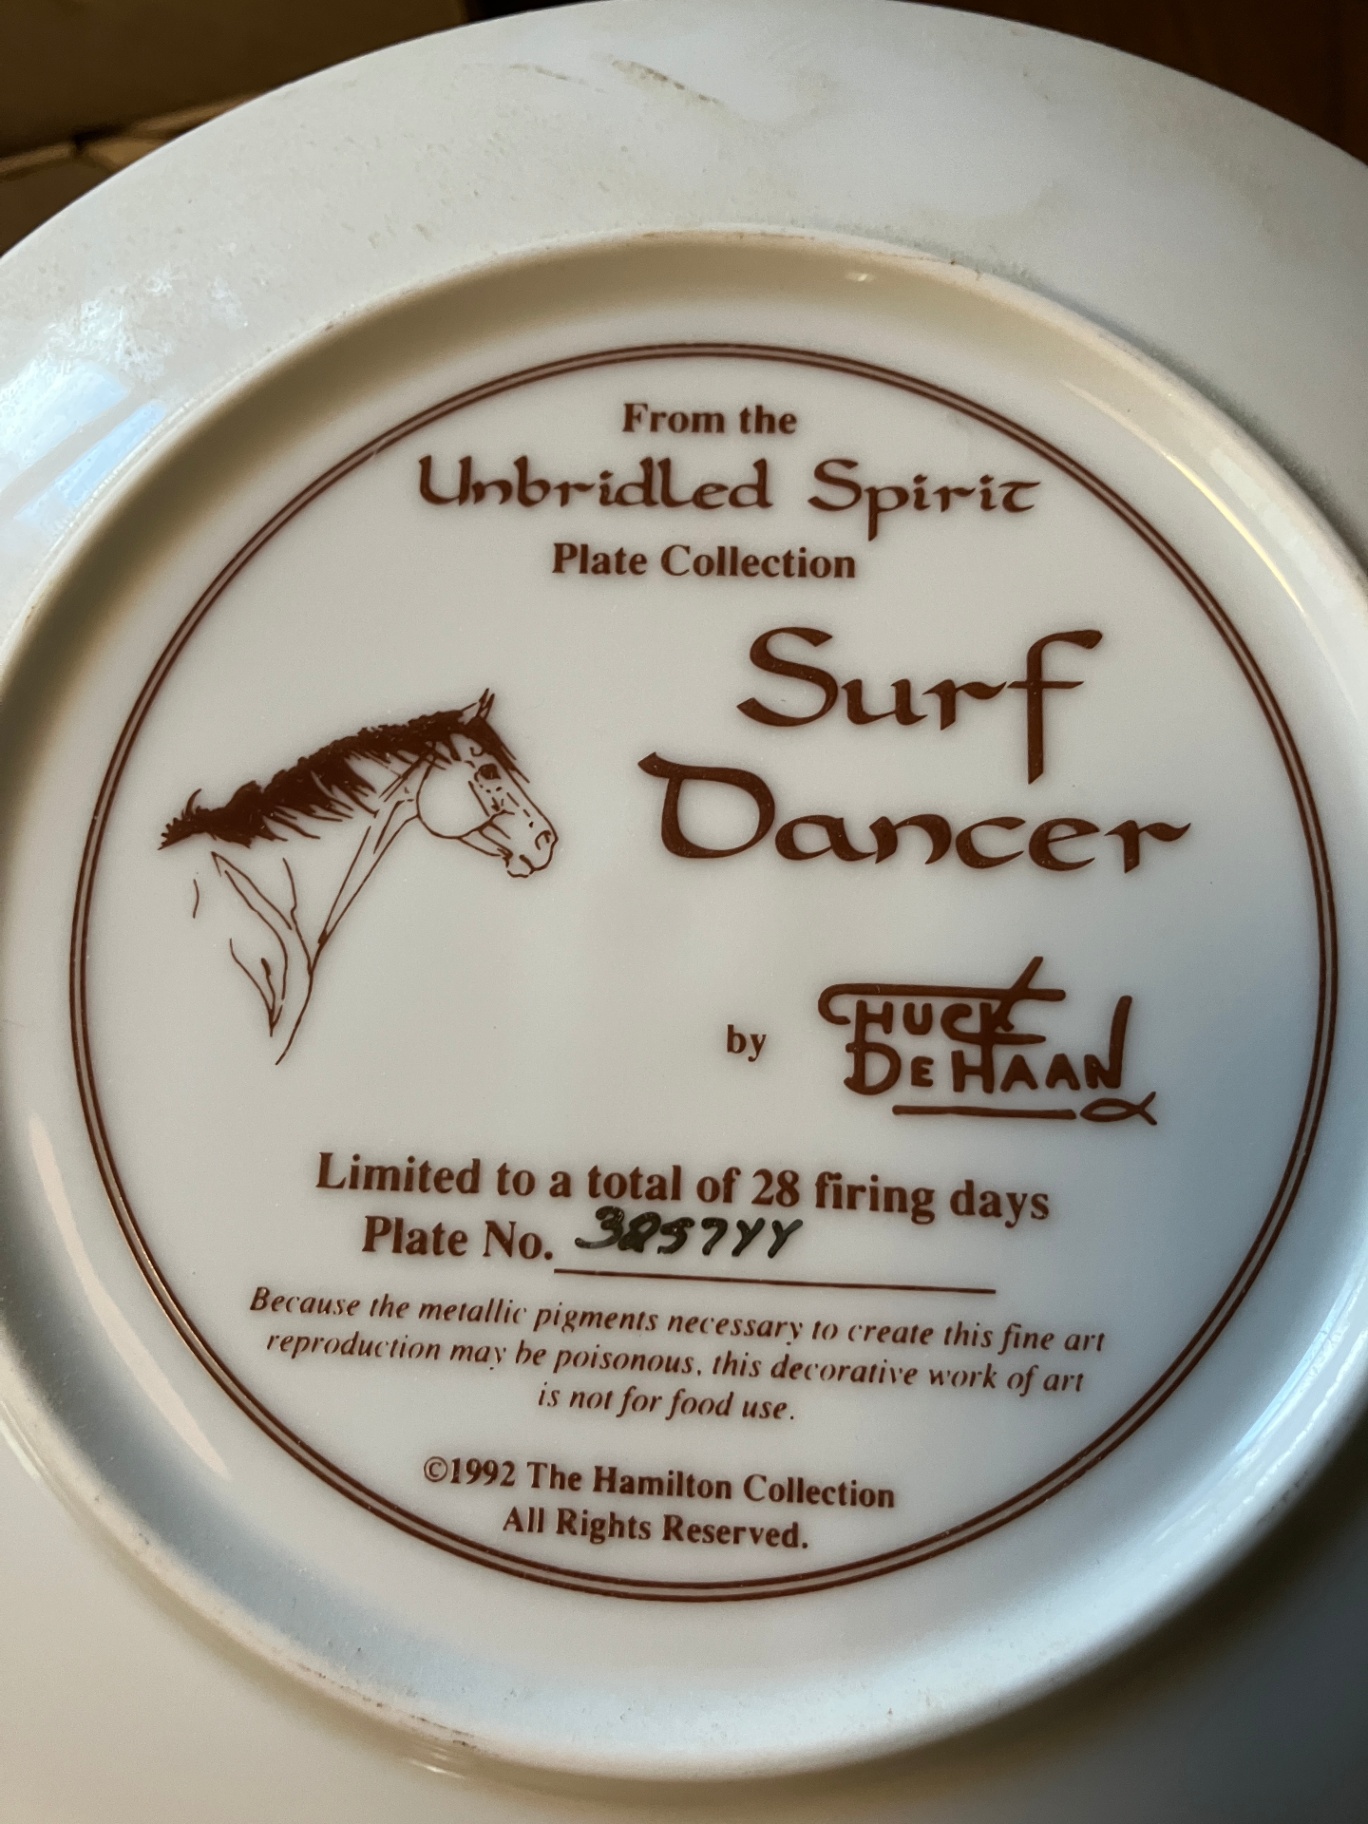 From the
Unbridled Spirit
Plate Collection
Surf
Dancer
by CHUCK
DEHAAN
Limited to a total of 28 firing days
Plate No. 3857YY
Because the metallic pigments necessary to create this fine art
reproduction may be poisonous, this decorative work of art
is not for food use.
©1992 The Hamilton Collection
All Rights Reserved.